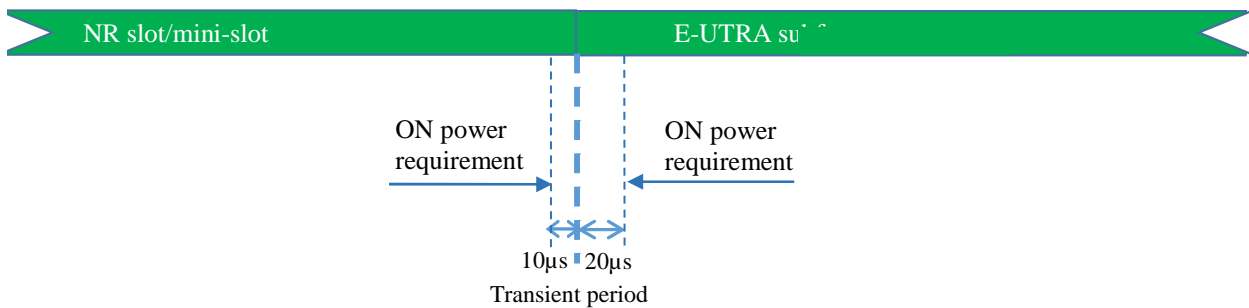 NR slot/mini-slot
E-UTRA
ON power
requirement
ON power
requirement
10µs
20µs
Transient period